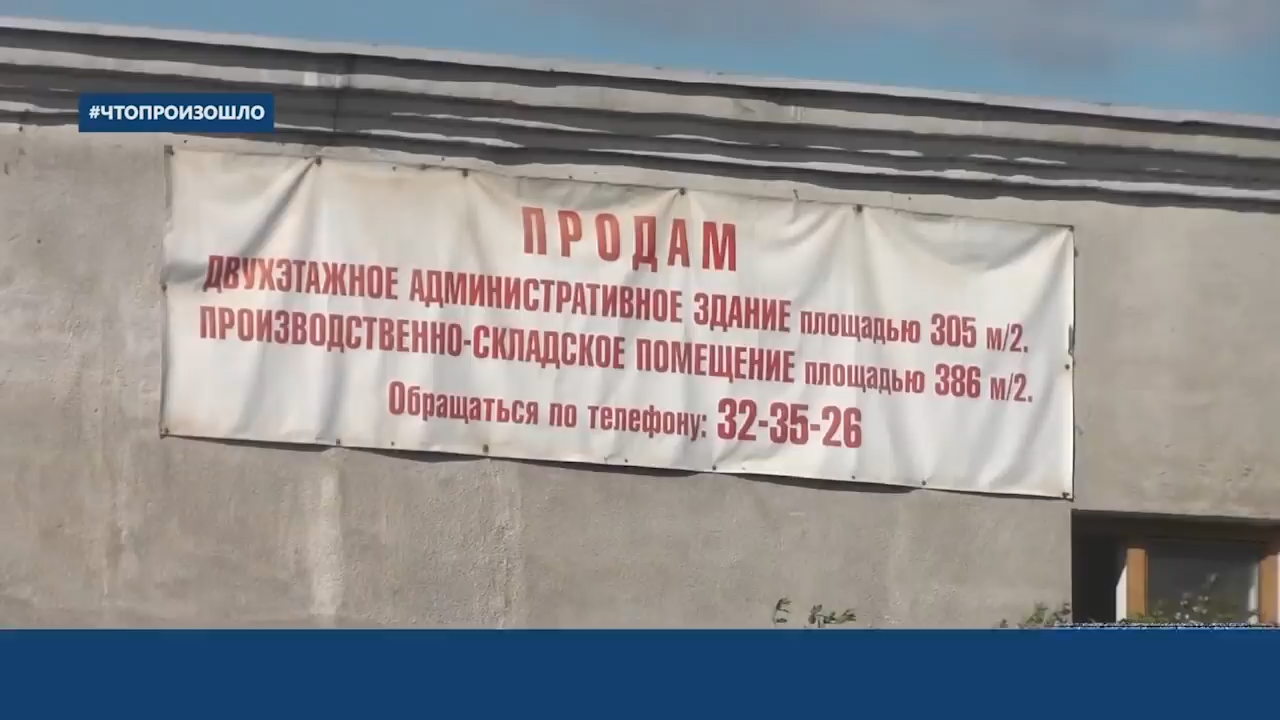 #ЧТОПРОИЗОШЛО
ПРОДАМ
ДВУХЭТАЖНОЕ АДМИНИСТРАТИВНОЕ ЗДАНИЕ площадью 305 м/2.
ПРОИЗВОДСТВЕННО-СКЛАДСКОЕ ПОМЕЩЕНИЕ площадью 386 м/2.
Обращаться по телефону: 32-35-26